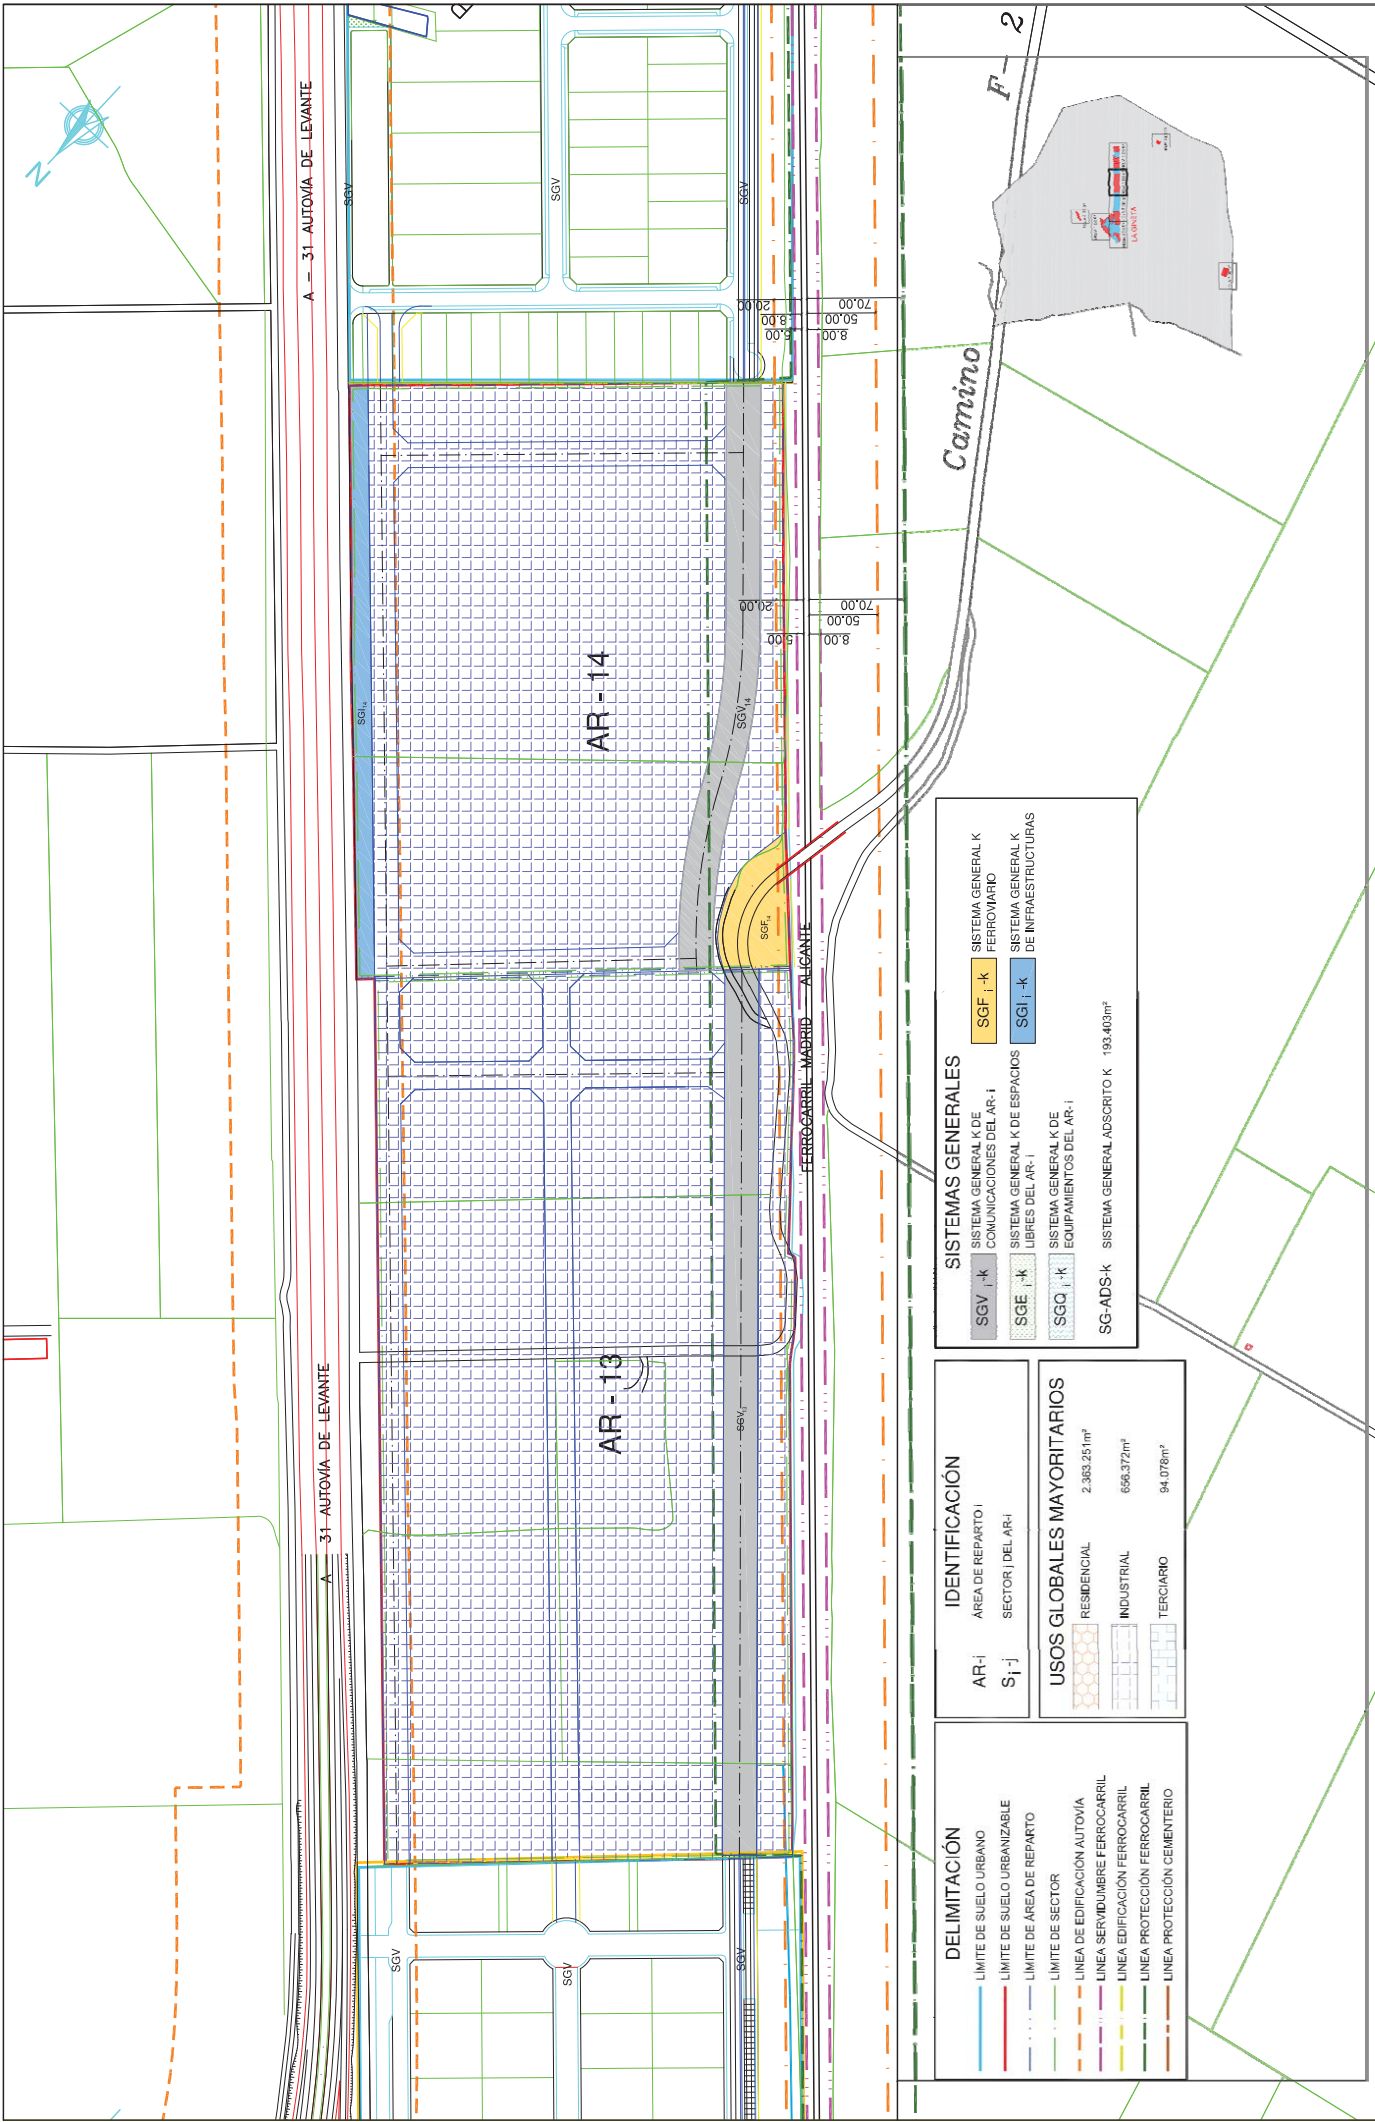 N
A - 31 AUTOVÍA DE LEVANTE
A - 31 AUTOVÍA DE LEVANTE
SGV
SGV
SGV
SGV
SGV
SGV
SGI14
AR - 14
SGV14
SGF14
AR - 13
SGV13
FERROCARRIL MADRID - ALICANTE
20.00
8.00
5.00
70.00
50.00
8.00
20.00
5.00
70.00
50.00
8.00
Camino
F - 2
LA GINETA
DELIMITACIÓN
LÍMITE DE SUELO URBANO
LÍMITE DE SUELO URBANIZABLE
LÍMITE DE ÁREA DE REPARTO
LÍMITE DE SECTOR
LINEA DE EDIFICACIÓN AUTOVÍA
LINEA SERVIDUMBRE FERROCARRIL
LINEA EDIFICACIÓN FERROCARRIL
LINEA PROTECCIÓN FERROCARRIL
LINEA PROTECCIÓN CEMENTERIO
IDENTIFICACIÓN
AR-i ÁREA DE REPARTO i
Si-j SECTOR j DEL AR-i
USOS GLOBALES MAYORITARIOS
RESIDENCIAL 2.363.251m²
INDUSTRIAL 656.372m²
TERCIARIO 94.078m²
SISTEMAS GENERALES
SGV i -k SISTEMA GENERAL K DE
COMUNICACIONES DEL AR- i
SGE i -k SISTEMA GENERAL K DE ESPACIOS
LIBRES DEL AR- i
SGQ i -k SISTEMA GENERAL K DE
EQUIPAMIENTOS DEL AR- i
SG-ADS-k SISTEMA GENERAL ADSCRITO K 193.403m²
SGF i -k SISTEMA GENERAL K
FERROVIARIO
SGI i -k SISTEMA GENERAL K
DE INFRAESTRUCTURAS